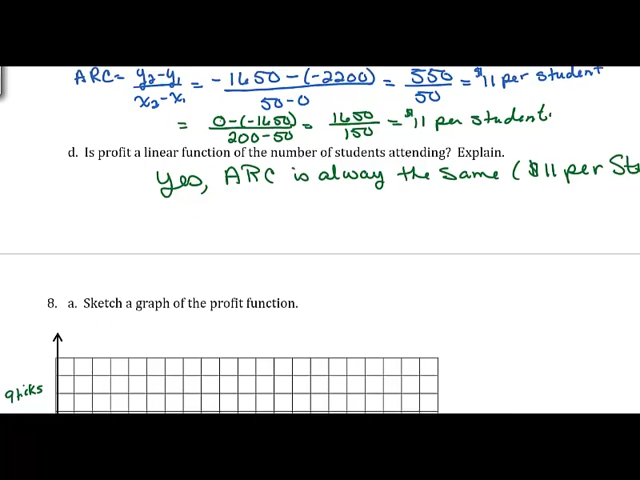 ARC = y2-y1/x2-x1 = -1650-(-2200)/50-0 = 550/50 = $11 per student
= 0-(-1650)/200-50 = 1650/150 = $11 per student.
d. Is profit a linear function of the number of students attending? Explain.
Yes, ARC is alway the same ($11 per St
8. a. Sketch a graph of the profit function.